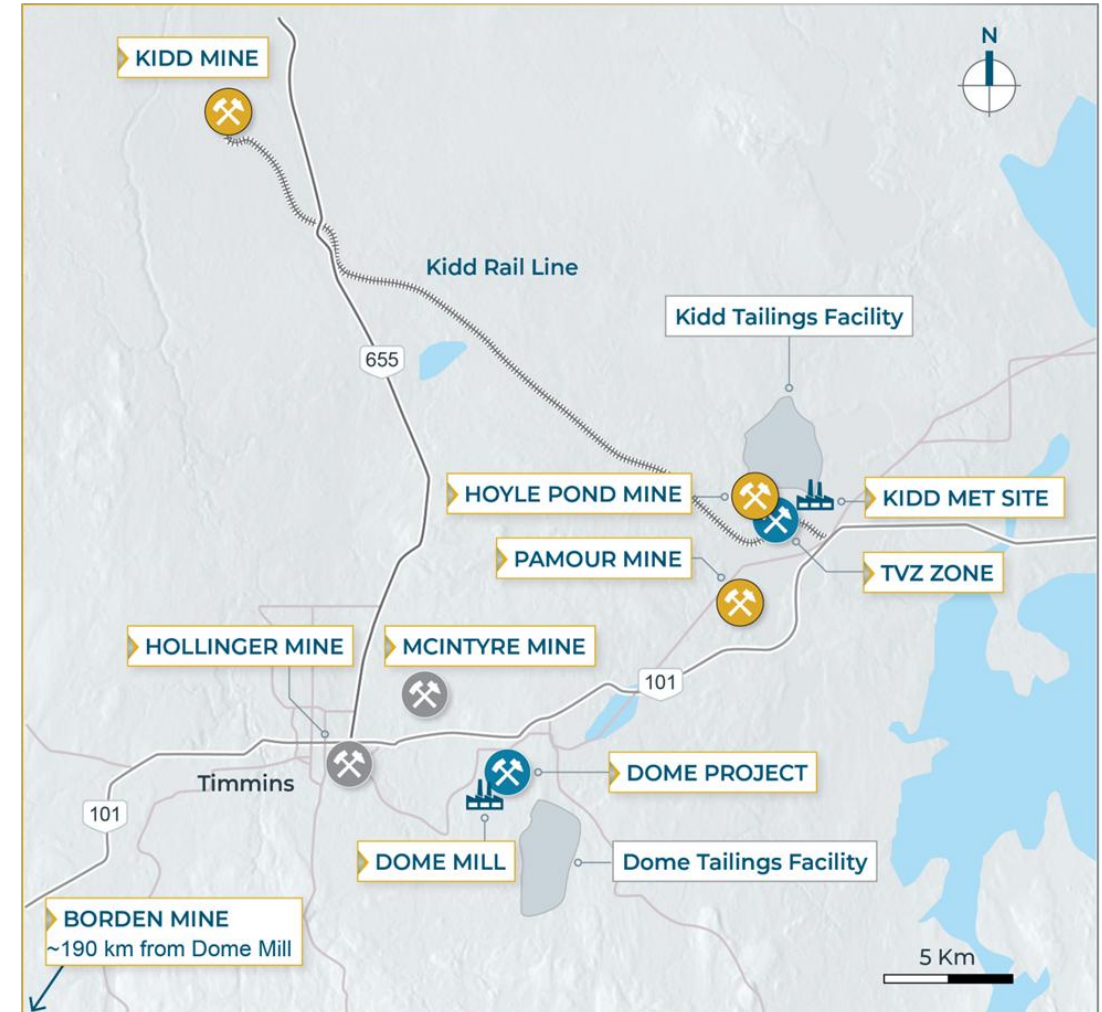 N
KIDD MINE
Kidd Rail Line
Kidd Tailings Facility
655
HOYLE POND MINE
KIDD MET SITE
PAMOUR MINE
TVZ ZONE
HOLLINGER MINE
MCINTYRE MINE
101
Timmins
DOME PROJECT
101
DOME MILL
Dome Tailings Facility
BORDEN MINE
~190 km from Dome Mill
5 Km